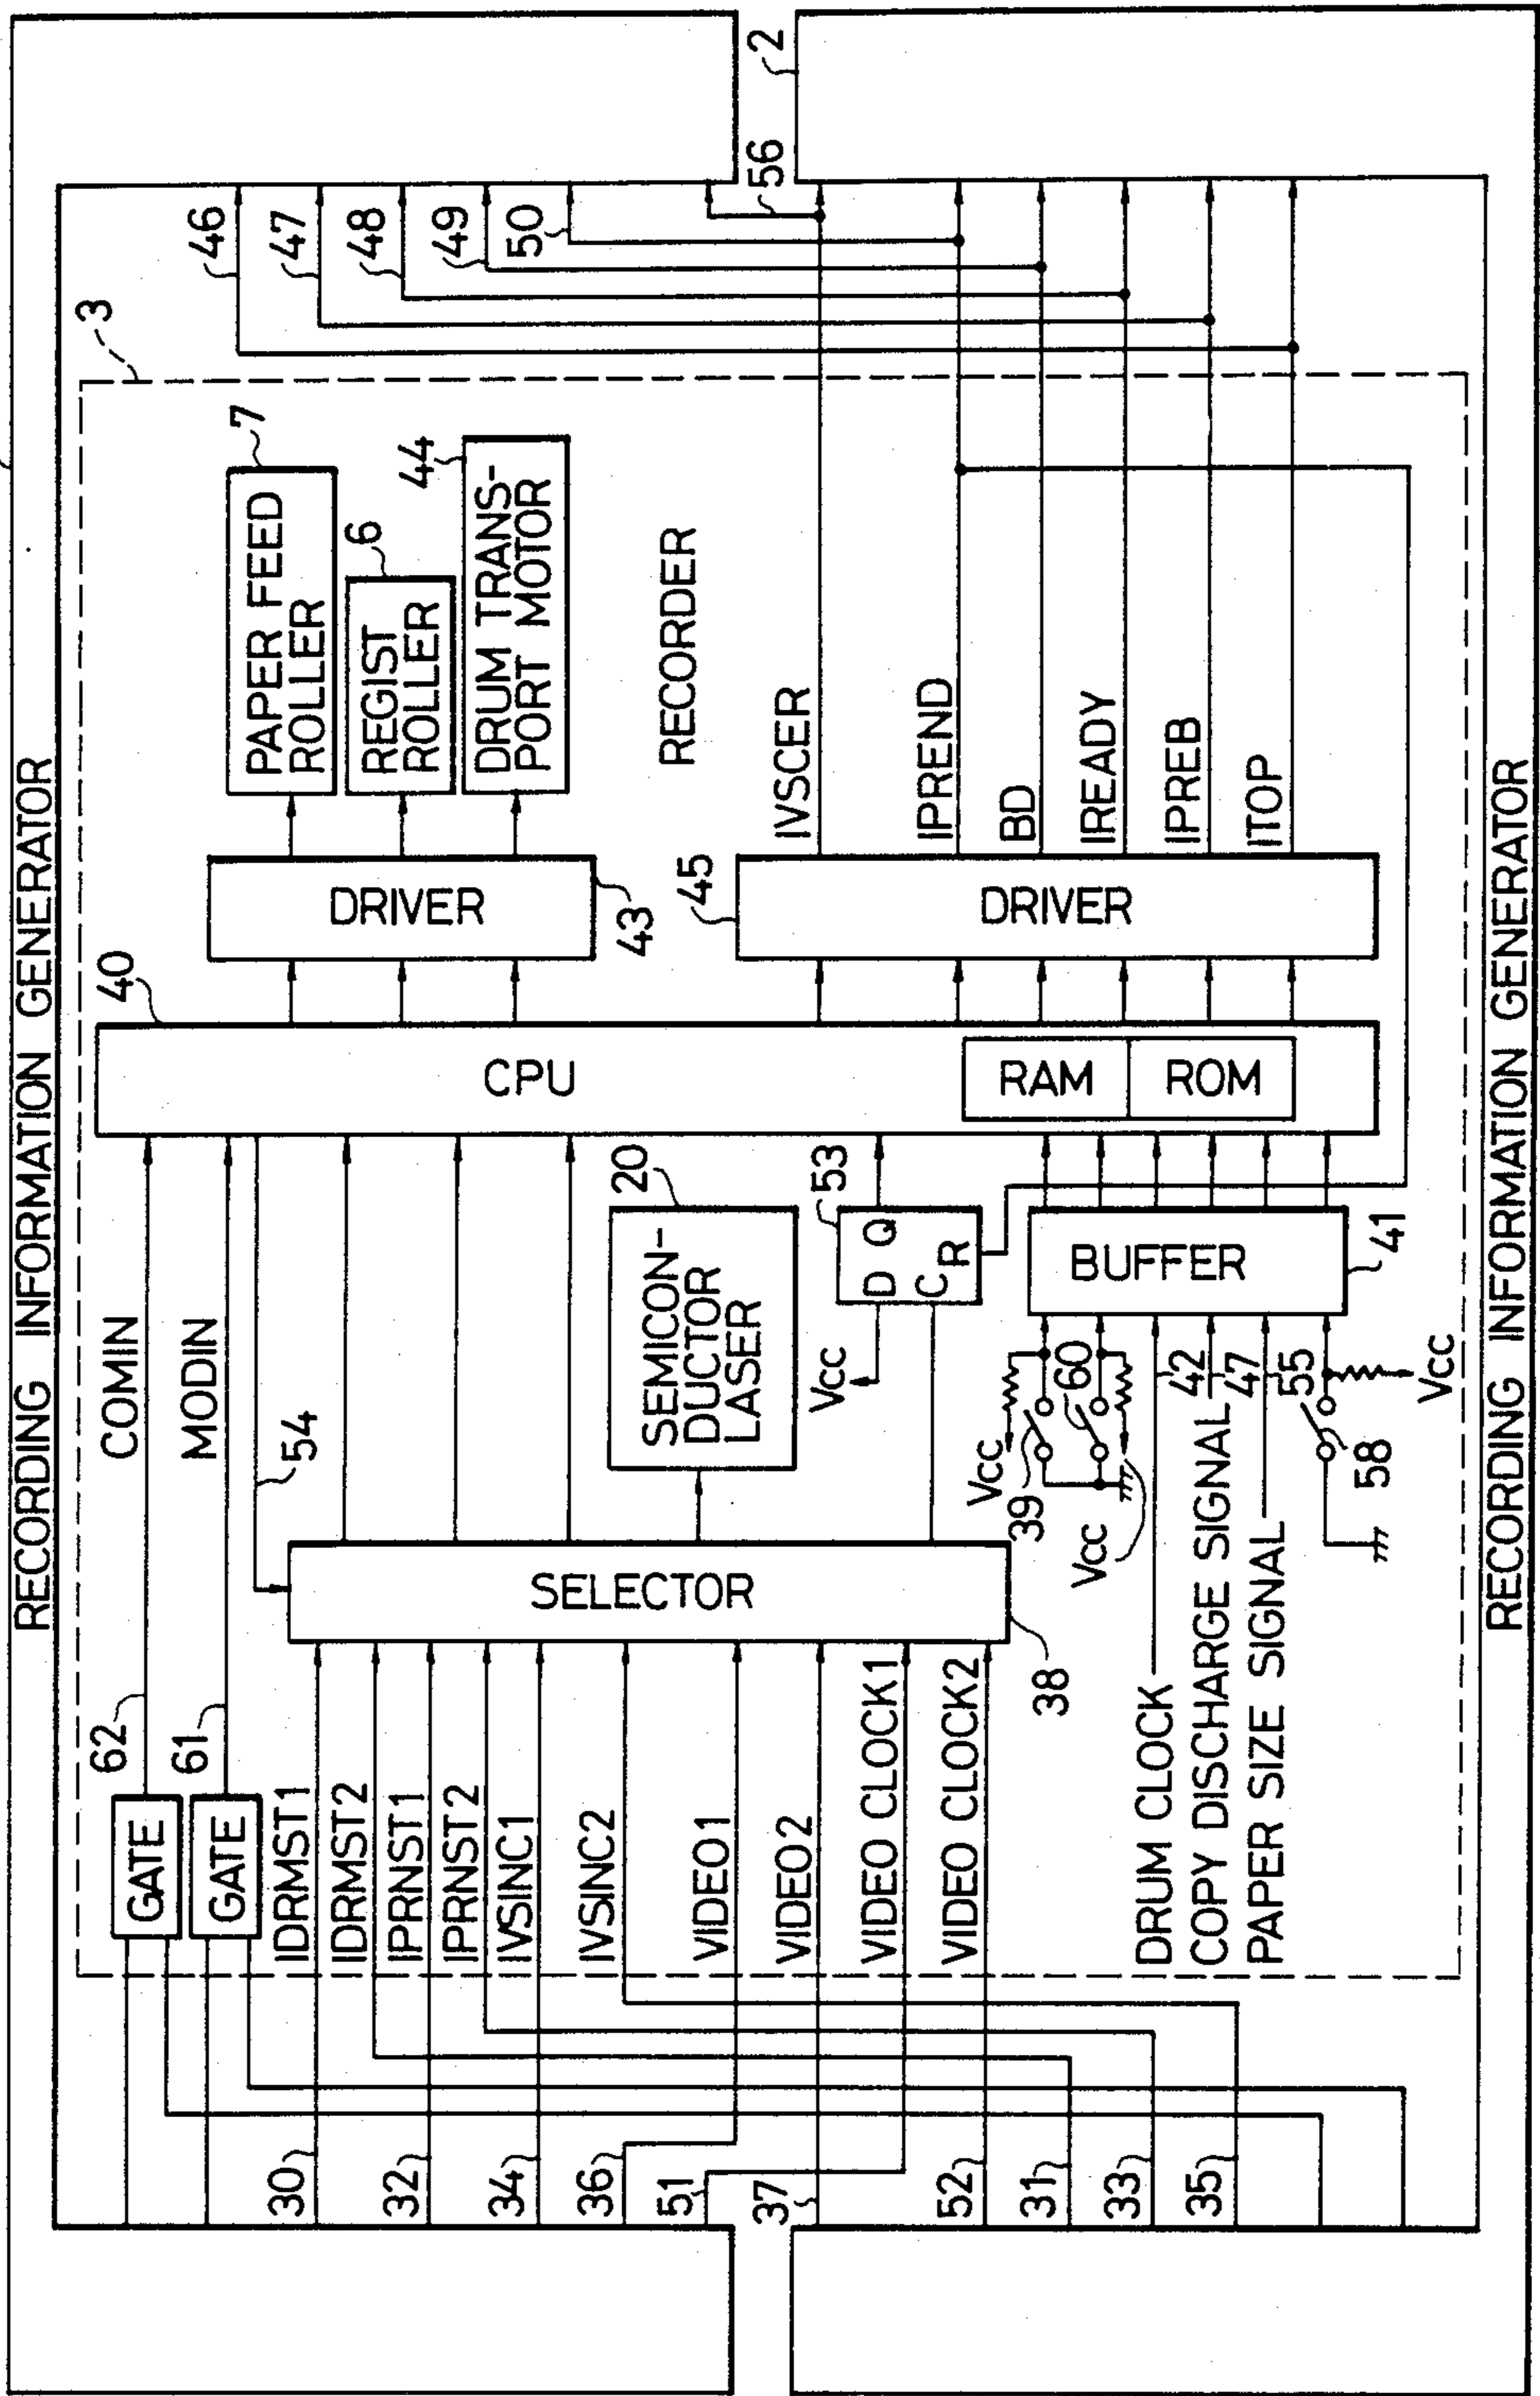 RECORDING INFORMATION GENERATOR
3
62
GATE
COMIN
61
GATE
MODIN
54
40
CPU
RAM
ROM
DRIVER
43
PAPER FEED
ROLLER
7
REGIST
ROLLER
6
DRUM TRANS-
PORT MOTOR
44
RECORDER
46
47
48
49
50
56
2
30
IDRMST1
IDRMST2
32
IPRNST1
IPRNST2
34
IVSINC1
36
IVSINC2
51
VIDEO1
37
VIDEO2
VIDEO CLOCK1
52
VIDEO CLOCK2
31
33
35
SELECTOR
38
SEMICON-
DUCTOR
LASER
20
53
D
Q
C
R
Vcc
Vcc
39
60
Vcc
DRUM CLOCK
42
COPY DISCHARGE SIGNAL
47
PAPER SIZE SIGNAL
55
58
Vcc
BUFFER
41
45
DRIVER
IVSCER
IPREND
BD
IREADY
IPREB
ITOP
RECORDING INFORMATION GENERATOR